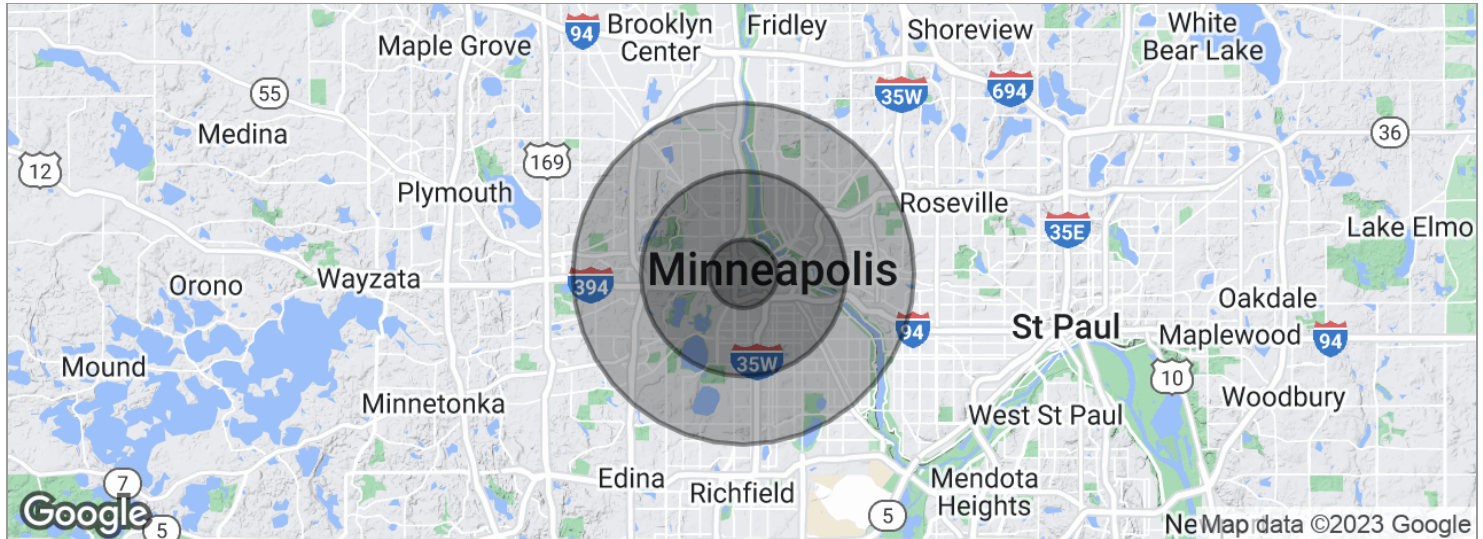 Brooklyn
Center
Fridley
Shoreview
White
Bear Lake
94
Maple Grove
35W
694
55
Medina
36
12
169
Plymouth
Roseville
35E
Lake Elmo
Minneapolis
Wayzata
394
Orono
Oakdale
94
St Paul
Maplewood
94
Mound
35W
10
Woodbury
Minnetonka
West St Paul
Edina
Richfield
Mendota
Heights
7
5
5
Google
Ne
Map data ©2023 Google